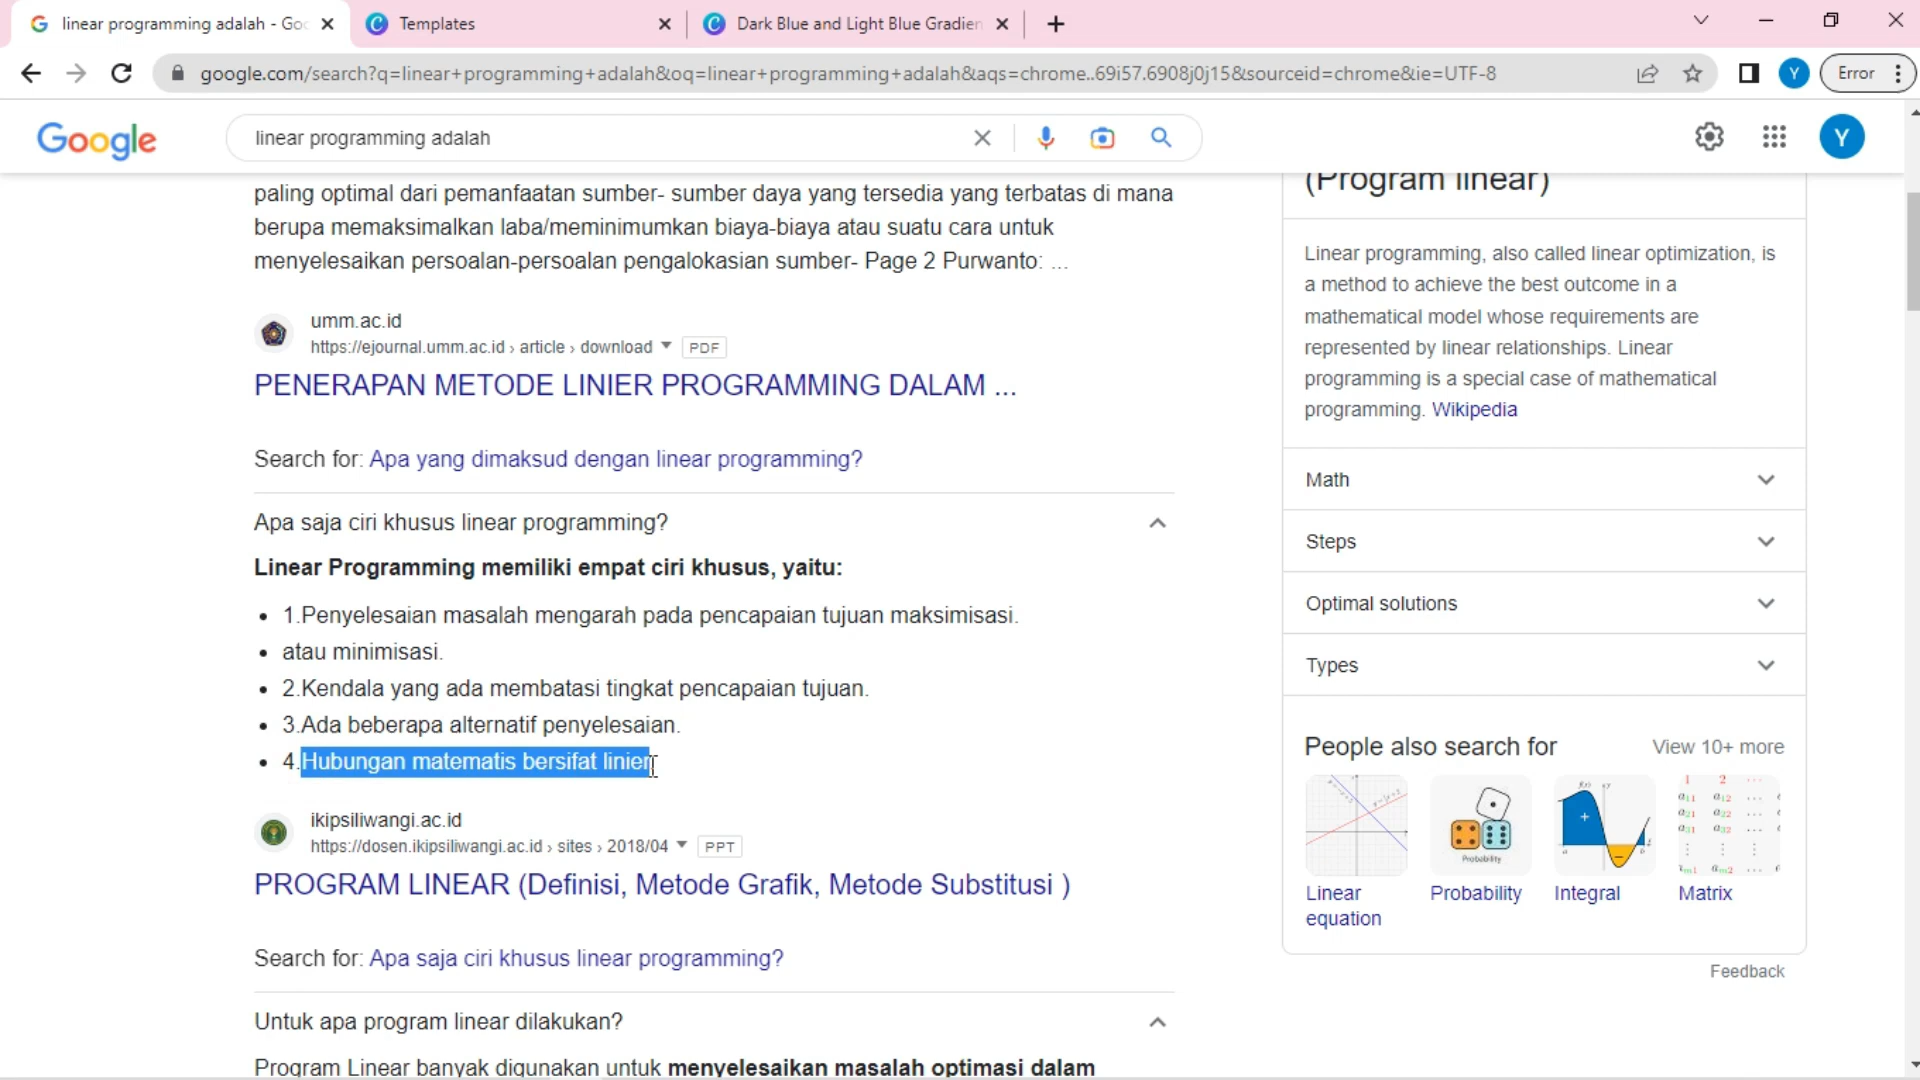 linear programming adalah - Goo
Templates
Dark Blue and Light Blue Gradien
google.com/search?q=linear+programming+adalah&oq=linear+programming+adalah&aqs=chrome..69i57.6908j0j15&sourceid=chrome&ie=UTF-8
Y
Error
Google
linear programming adalah
Y
paling optimal dari pemanfaatan sumber- sumber daya yang tersedia yang terbatas di mana
berupa memaksimalkan laba/meminimumkan biaya-biaya atau suatu cara untuk
menyelesaikan persoalan-persoalan pengalokasian sumber- Page 2 Purwanto: ...
umm.ac.id
https://ejournal.umm.ac.id › article › download PDF
PENERAPAN METODE LINIER PROGRAMMING DALAM ...
Search for: Apa yang dimaksud dengan linear programming?
Apa saja ciri khusus linear programming?
Linear Programming memiliki empat ciri khusus, yaitu:
• 1.Penyelesaian masalah mengarah pada pencapaian tujuan maksimisasi.
• atau minimisasi.
• 2.Kendala yang ada membatasi tingkat pencapaian tujuan.
• 3.Ada beberapa alternatif penyelesaian.
• 4.Hubungan matematis bersifat linier
ikipsiliwangi.ac.id
https://dosen.ikipsiliwangi.ac.id › sites › 2018/04 PPT
PROGRAM LINEAR (Definisi, Metode Grafik, Metode Substitusi )
Search for: Apa saja ciri khusus linear programming?
Untuk apa program linear dilakukan?
Program Linear banyak digunakan untuk menyelesaikan masalah optimasi dalam
(Program linear)
Linear programming, also called linear optimization, is
a method to achieve the best outcome in a
mathematical model whose requirements are
represented by linear relationships. Linear
programming is a special case of mathematical
programming. Wikipedia
Math
Steps
Optimal solutions
Types
People also search for
View 10+ more
Probability
Linear
equation
Probability
Integral
Matrix
Feedback